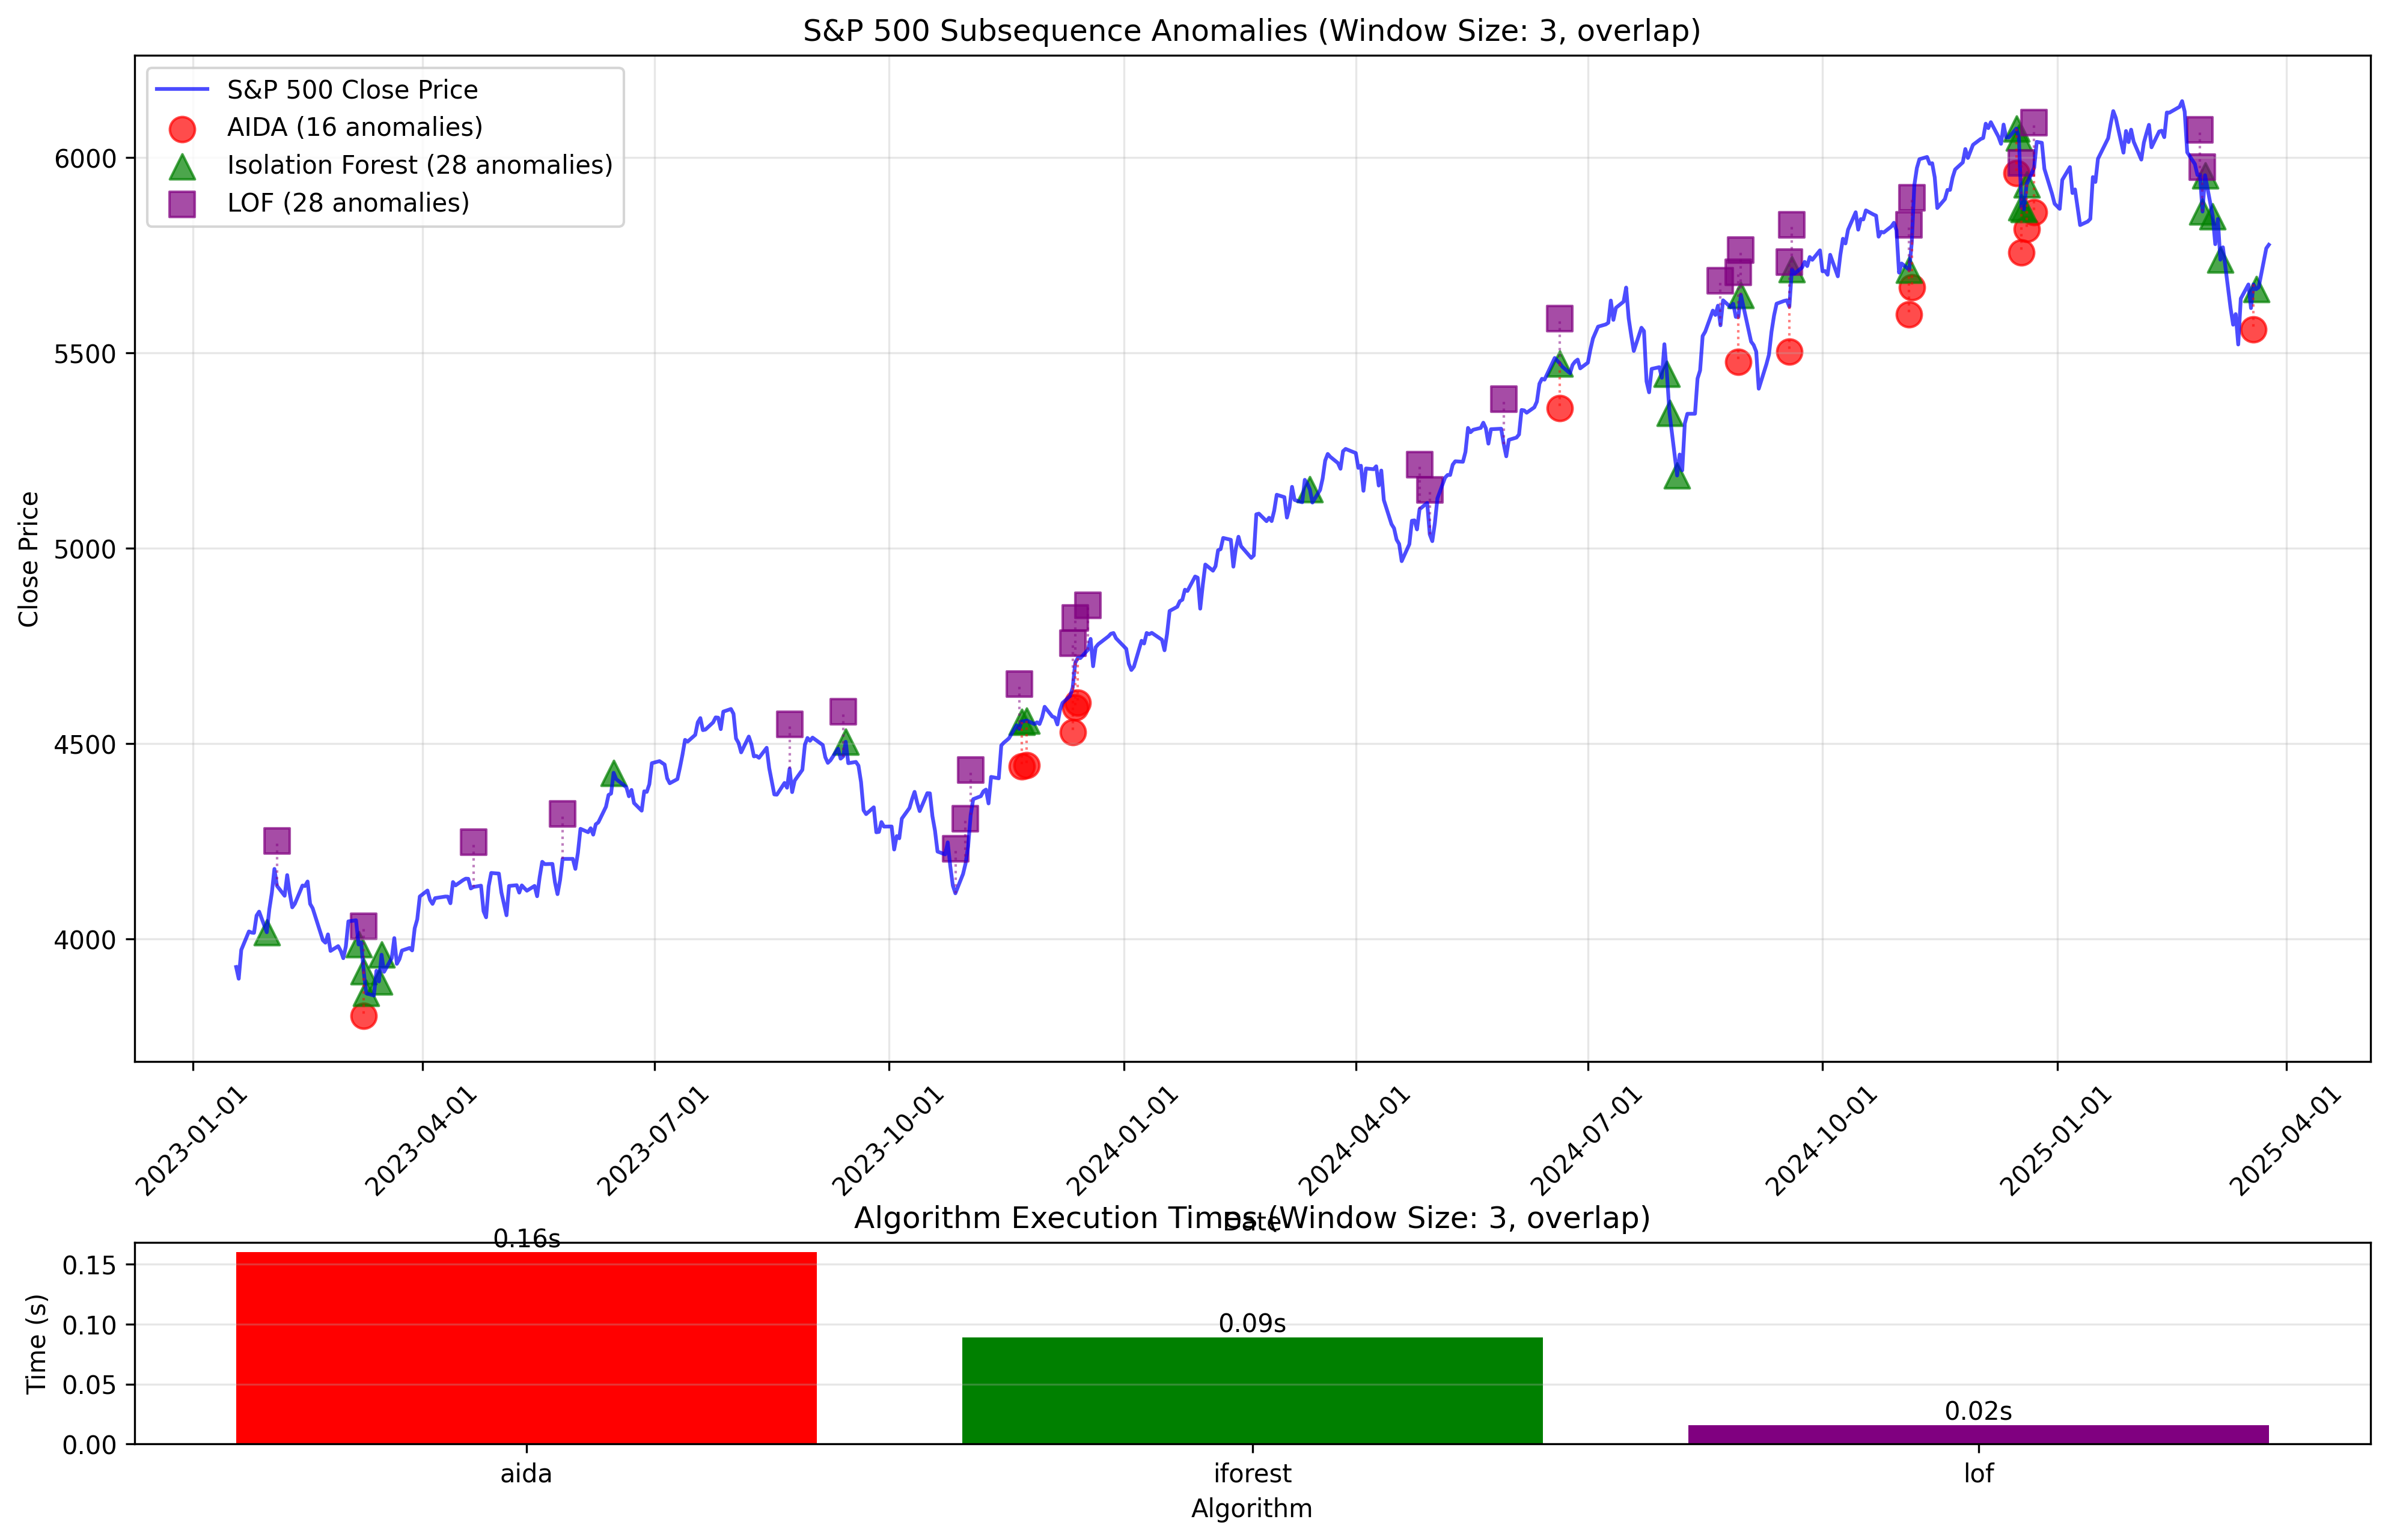 S&P 500 Subsequence Anomalies (Window Size: 3, overlap)
S&P 500 Close Price
AIDA (16 anomalies)
Isolation Forest (28 anomalies)
LOF (28 anomalies)
Close Price
6000
5500
5000
4500
4000
2023-01-01
2023-04-01
2023-07-01
2023-10-01
2024-01-01
2024-04-01
2024-07-01
2024-10-01
2025-01-01
2025-04-01
Date
Algorithm Execution Times (Window Size: 3, overlap)
Time (s)
0.15
0.10
0.05
0.00
0.16s
0.09s
0.02s
aida
iforest
lof
Algorithm